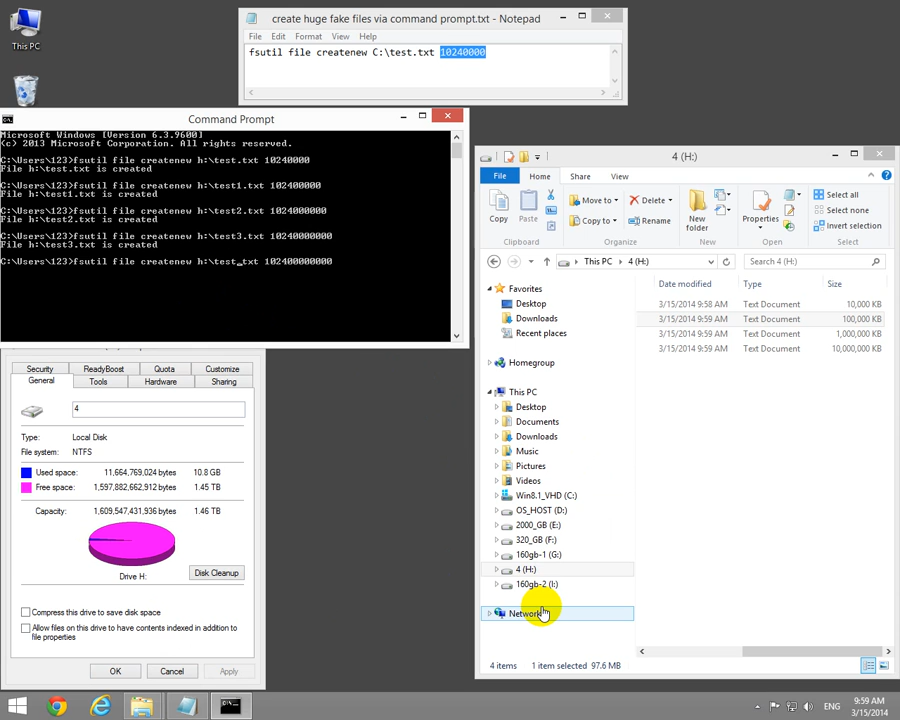 This PC
create huge fake files via command prompt.txt - Notepad
File Edit Format View Help
fsutil file createnew C:\test.txt 10240000
Command Prompt
Microsoft Windows [Version 6.3.9600]
(c) 2013 Microsoft Corporation. All rights reserved.
C:\Users\123>fsutil file createnew h:\test.txt 10240000
File h:\test.txt is created
C:\Users\123>fsutil file createnew h:\test1.txt 102400000
File h:\test1.txt is created
C:\Users\123>fsutil file createnew h:\test2.txt 1024000000
File h:\test2.txt is created
C:\Users\123>fsutil file createnew h:\test3.txt 10240000000
File h:\test3.txt is created
C:\Users\123>fsutil file createnew h:\test.txt 102400000000
Security ReadyBoost Quota Customize
General Tools Hardware Sharing
4
Type: Local Disk
File system: NTFS
Used space: 11,664,769,024 bytes 10.8 GB
Free space: 1,597,882,662,912 bytes 1.45 TB
Capacity: 1,609,547,431,936 bytes 1.46 TB
Drive H:
Disk Cleanup
Compress this drive to save disk space
Allow files on this drive to have contents indexed in addition to
file properties
OK Cancel Apply
4 (H:)
File Home Share View
Copy Paste Move to Copy to Delete Rename New
folder Properties Select all
Select none
Invert selection
Clipboard Organize New Open Select
This PC 4 (H:) Search 4 (H:)
Date modified Type Size
3/15/2014 9:58 AM Text Document 10,000 KB
3/15/2014 9:59 AM Text Document 100,000 KB
3/15/2014 9:59 AM Text Document 1,000,000 KB
3/15/2014 9:59 AM Text Document 10,000,000 KB
Favorites
Desktop
Downloads
Recent places
Homegroup
This PC
Desktop
Documents
Downloads
Music
Pictures
Videos
Win8.1_VHD (C:)
OS_HOST (D:)
2000_GB (E:)
320_GB (F:)
160gb-1 (G:)
4 (H:)
160gb-2 (I:)
Network
4 items 1 item selected 97.6 MB
ENG
9:59 AM
3/15/2014